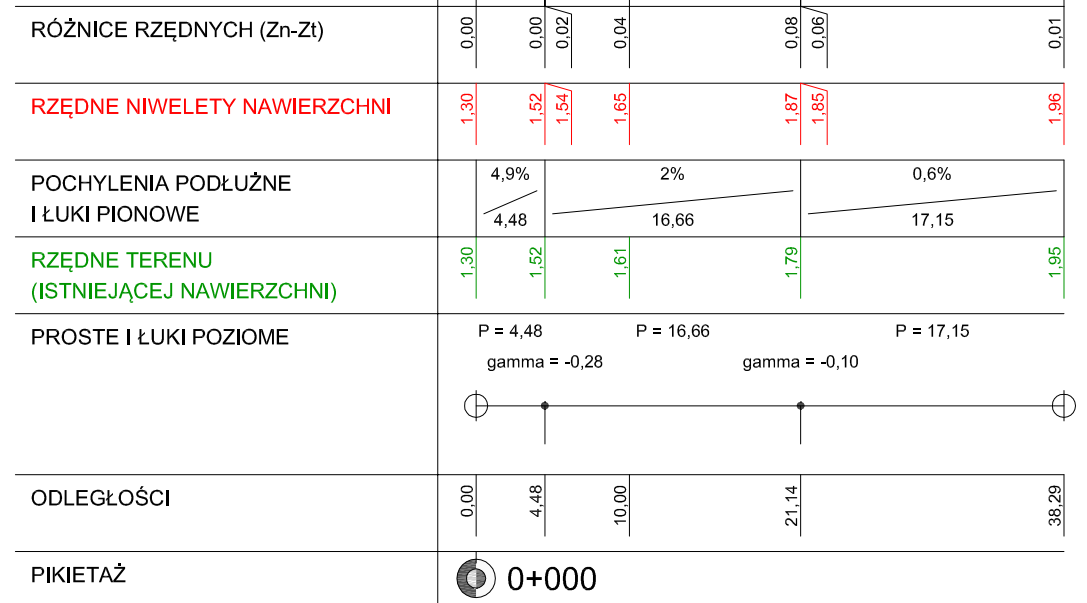 RÓŻNICE RZĘDNYCH (Zn-Zt) 0,00 0,00 0,02 0,04 0,08 0,06 0,01
RZĘDNE NIWELETY NAWIERZCHNI 1,30 1,52 1,54 1,65 1,87 1,85 1,96
POCHYLENIA PODŁUŻNE
I ŁUKI PIONOWE
4,9% 2% 0,6%
4,48 16,66 17,15
RZĘDNE TERENU
(ISTNIEJĄCEJ NAWIERZCHNI)
1,30 1,52 1,61 1,79 1,95
PROSTE I ŁUKI POZIOME P = 4,48 P = 16,66 P = 17,15
gamma = -0,28 gamma = -0,10
ODLEGŁOŚCI 0,00 4,48 10,00 21,14 38,29
PIKIETAŻ 0+000